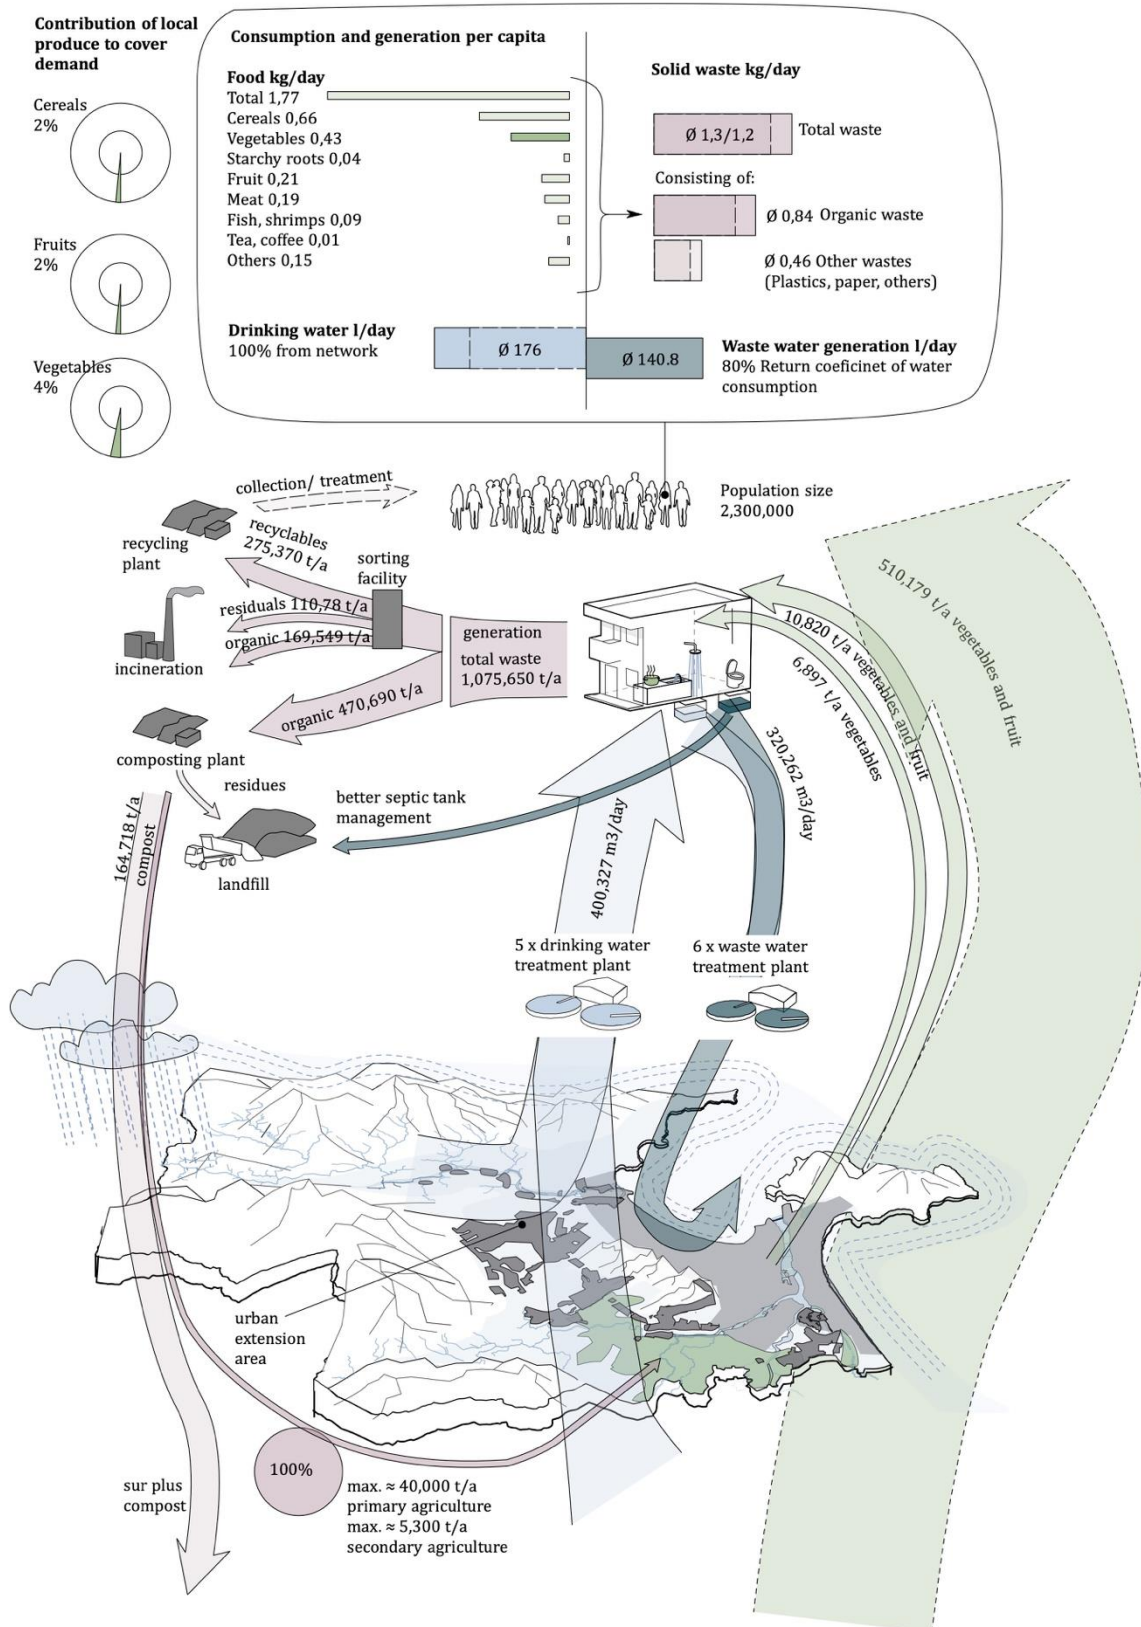 Contribution of local
produce to cover
demand
Cereals
2%
Fruits
2%
Vegetables
4%
Consumption and generation per capita
Food kg/day
Total 1,77
Cereals 0,66
Vegetables 0,43
Starchy roots 0,04
Fruit 0,21
Meat 0,19
Fish, shrimps 0,09
Tea, coffee 0,01
Others 0,15
Solid waste kg/day
Ø 1,3/1,2
Total waste
Consisting of:
Ø 0,84 Organic waste
Ø 0,46 Other wastes
(Plastics, paper, others)
Drinking water l/day
100% from network
Ø 176
Ø 140.8
Waste water generation l/day
80% Return coeficinet of water
consumption
collection/ treatment
Population size
2,300,000
recycling
plant
recyclables
275,370 t/a
sorting
facility
residuals 110,78 t/a
organic 169,549 t/a
incineration
generation
total waste
1,075,650 t/a
organic 470,690 t/a
composting plant
residues
landfill
better septic tank
management
164,718 t/a
compost
400,327 m3/day
320,262 m3/day
510,179 t/a vegetables and fruit
10,820 t/a vegetables and fruit
6,897 t/a vegetables
5 x drinking water
treatment plant
6 x waste water
treatment plant
urban
extension
area
sur plus
compost
100%
max. ≈ 40,000 t/a
primary agriculture
max. ≈ 5,300 t/a
secondary agriculture